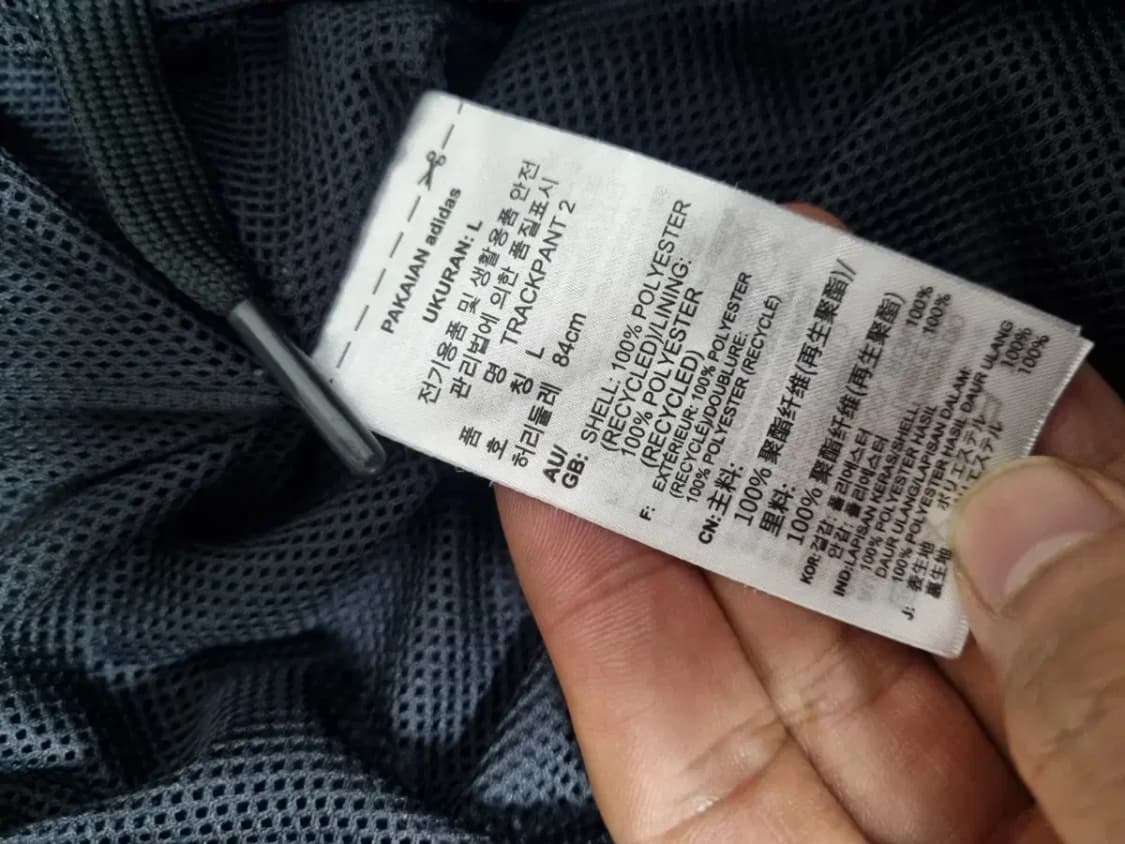 PAKAIAN adidas
UKURAN: L
전기용품 및 생활용품 안전
관리법에 의한 품질표시
품 명 TRACKPANT 2
호 칭 L
허리둘레 84cm
AU/
GB: SHELL: 100% POLYESTER
(RECYCLED)/LINING:
100% POLYESTER
(RECYCLED)
F: EXTÉRIEUR: 100% POLYESTER
(RECYCLÉ)/DOUBLURE:
100% POLYESTER (RECYCLÉ)
CN: 主料:
100% 聚酯纤维(再生聚酯)/
里料:
100% 聚酯纤维(再生聚酯)
KOR: 겉감: 폴리에스터 100%
안감: 폴리에스터 100%
IND: LAPISAN KERAS/SHELL:
100% POLYESTER HASIL
DAUR ULANG/LAPISAN DALAM:
100% POLYESTER HASIL DAUR ULANG
J: 表生地 ポリエステル 100%
裏生地 エステル 100%